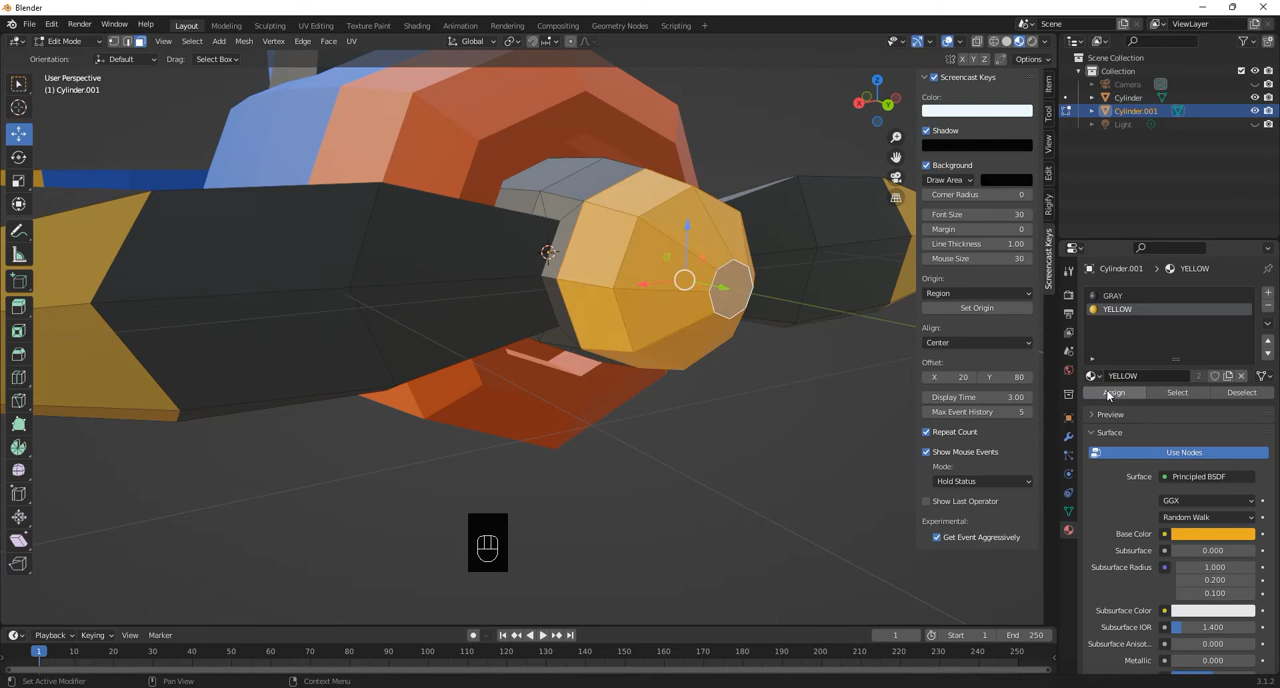 Blender
File Edit Render Window Help Layout Modeling Sculpting UV Editing Texture Paint Shading Animation Rendering Compositing Geometry Nodes Scripting + Scene ViewLayer
Edit Mode View Select Add Mesh Vertex Edge Face UV Global
Orientation: Default Drag: Select Box X Y Z Options
User Perspective
(1) Cylinder.001
Z
X
Y
Screencast Keys
Color:
Shadow
Background
Draw Area
Corner Radius 0
Font Size 30
Margin 0
Line Thickness 1.00
Mouse Size 30
Origin:
Region
Set Origin
Align:
Center
Offset:
X 20 Y 80
Display Time 3.00
Max Event History 5
Repeat Count
Show Mouse Events
Mode:
Hold Status
Show Last Operator
Experimental:
Get Event Aggressively
Item
Tool
View
Edit
Rigify
Screencast Keys
Scene Collection
Collection
Camera
Cylinder
Cylinder.001
Light
Cylinder.001 > YELLOW
GRAY
YELLOW
YELLOW 2
Assign Select Deselect
Preview
Surface
Use Nodes
Surface Principled BSDF
GGX
Random Walk
Base Color
Subsurface 0.000
Subsurface Radius 1.000
0.200
0.100
Subsurface Color
Subsurface IOR 1.400
Subsurface Anisot... 0.000
Metallic 0.000
Playback Keying View Marker 1 Start 1 End 250
1 10 20 30 40 50 60 70 80 90 100 110 120 130 140 150 160 170 180 190 200 210 220 230 240 250
Set Active Modifier Pan View Context Menu 3.1.2